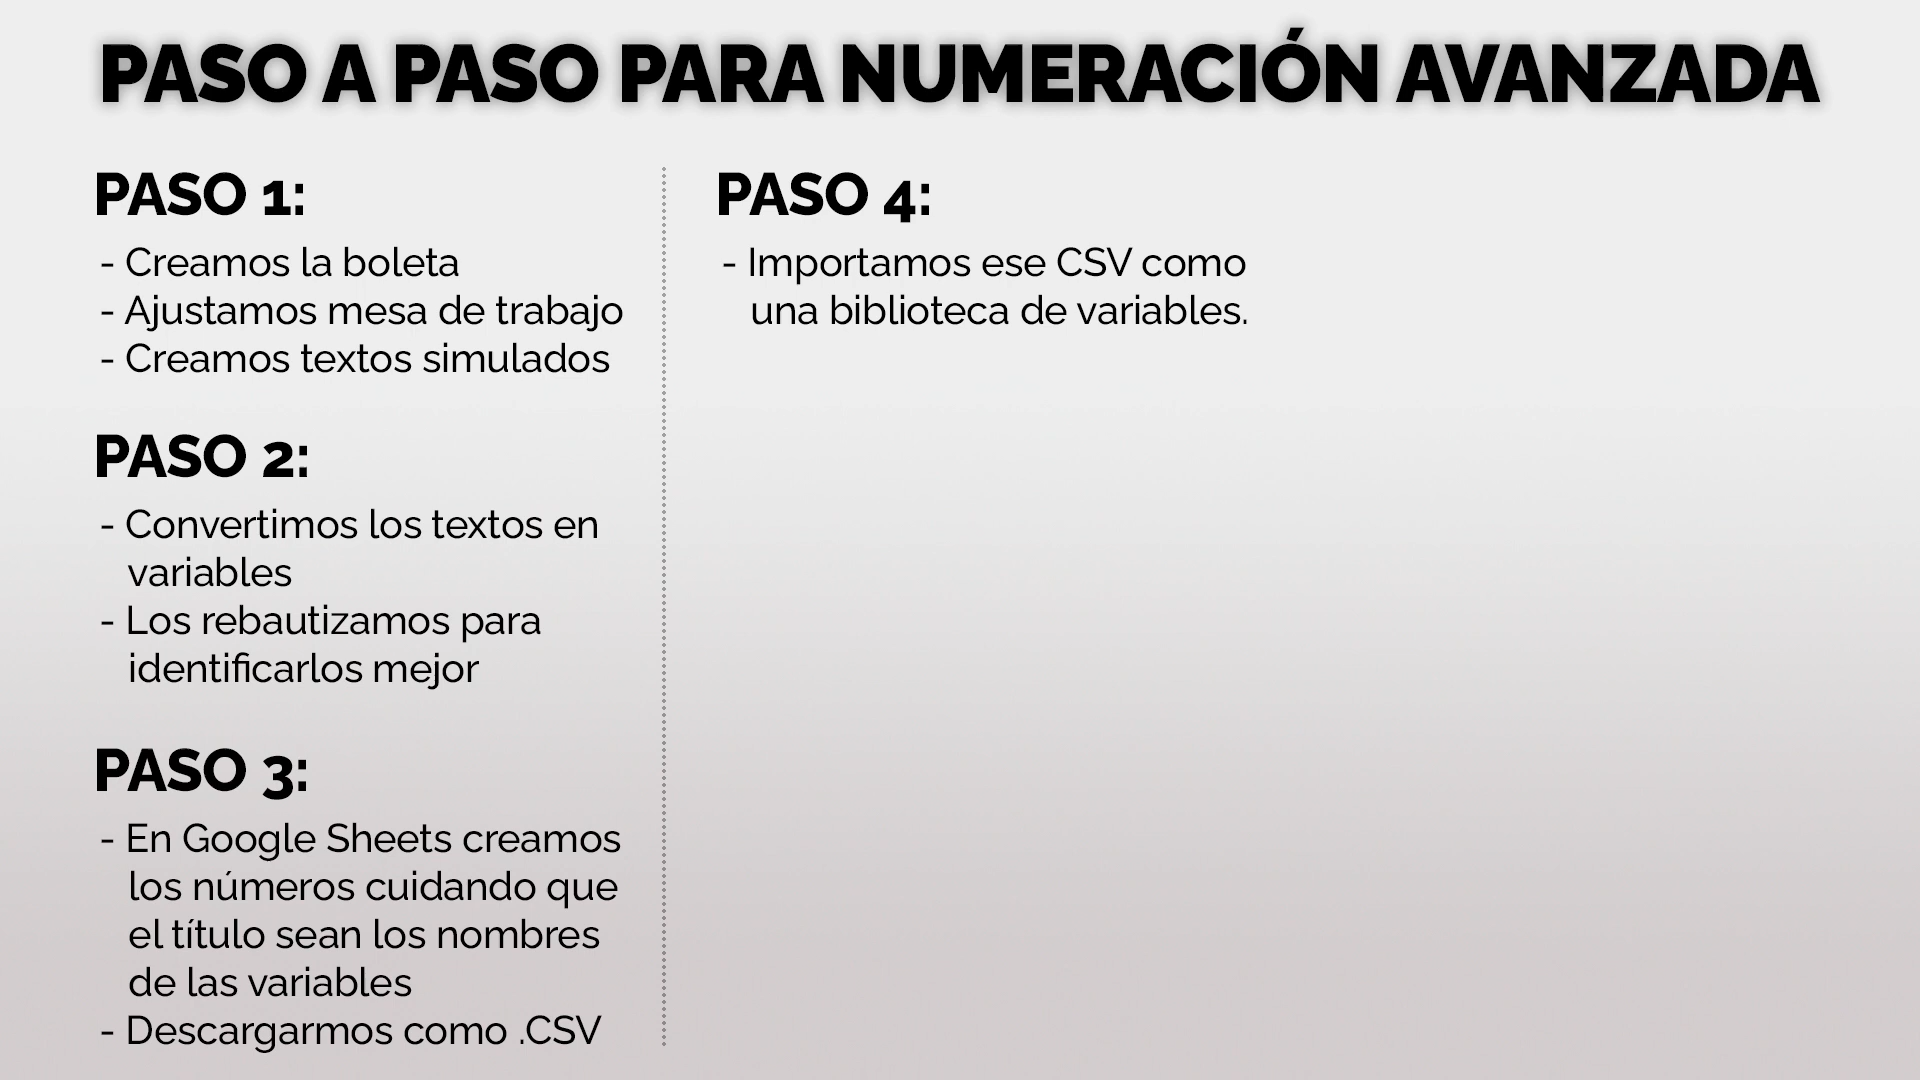 PASO A PASO PARA NUMERACIÓN AVANZADA
PASO 1:
- Creamos la boleta
- Ajustamos mesa de trabajo
- Creamos textos simulados
PASO 2:
- Convertimos los textos en
variables
- Los rebautizamos para
identificarlos mejor
PASO 3:
- En Google Sheets creamos
los números cuidando que
el título sean los nombres
de las variables
- Descargarmos como .CSV
PASO 4:
- Importamos ese CSV como
una biblioteca de variables.